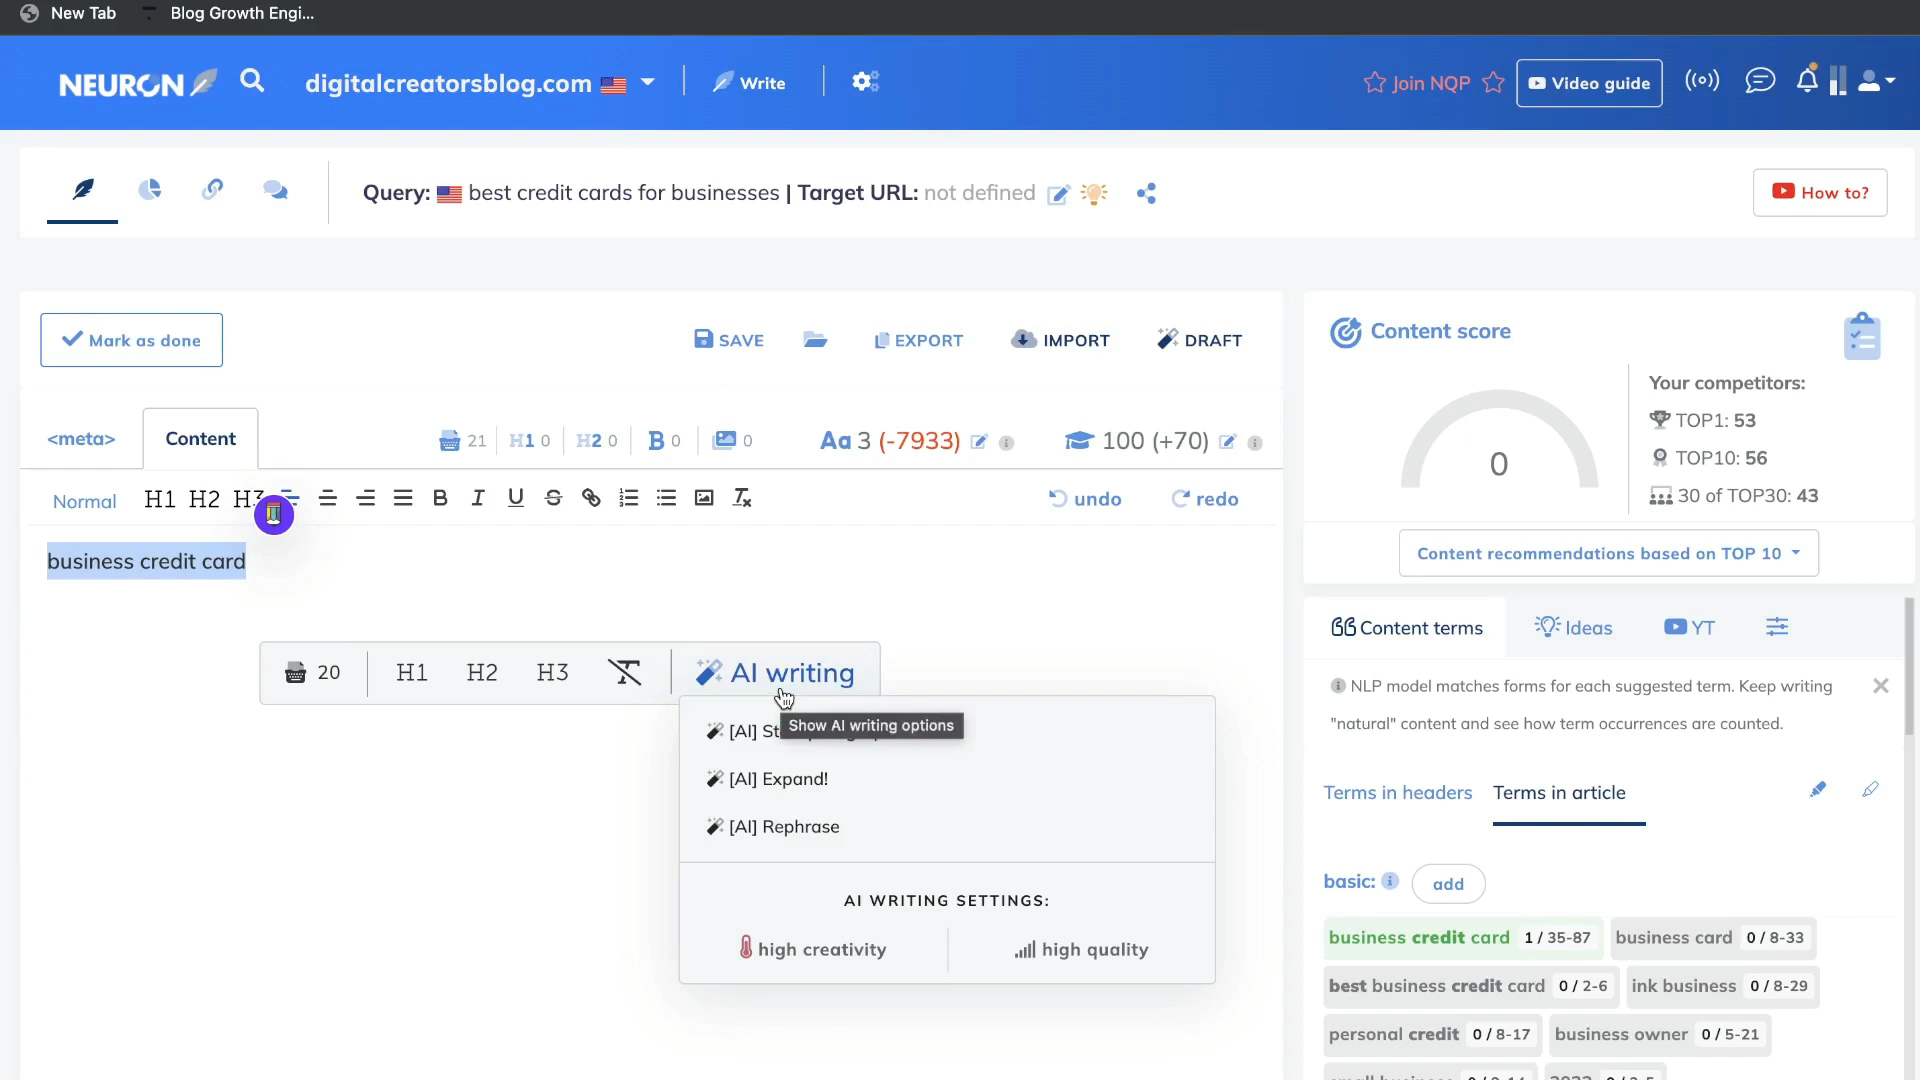 New Tab
Blog Growth Engi...
NEURON digitalcreatorsblog.com Write Join NQP Video guide
Query: best credit cards for businesses | Target URL: not defined How to?
Mark as done SAVE EXPORT IMPORT DRAFT
<meta> Content 21 H1 0 H2 0 B 0 0 Aa 3 (-7933) 100 (+70)
Normal H1 H2 H3 B I U S undo redo
business credit card
20 H1 H2 H3 AI writing
[AI] St
Show AI writing options
[AI] Expand!
[AI] Rephrase
AI WRITING SETTINGS:
high creativity high quality
Content score
0
Your competitors:
TOP1: 53
TOP10: 56
30 of TOP30: 43
Content recommendations based on TOP 10
Content terms Ideas YT
NLP model matches forms for each suggested term. Keep writing
"natural" content and see how term occurrences are counted.
Terms in headers Terms in article
basic: add
business credit card 1 / 35-87 business card 0 / 8-33
best business credit card 0 / 2-6 ink business 0 / 8-29
personal credit 0 / 8-17 business owner 0 / 5-21